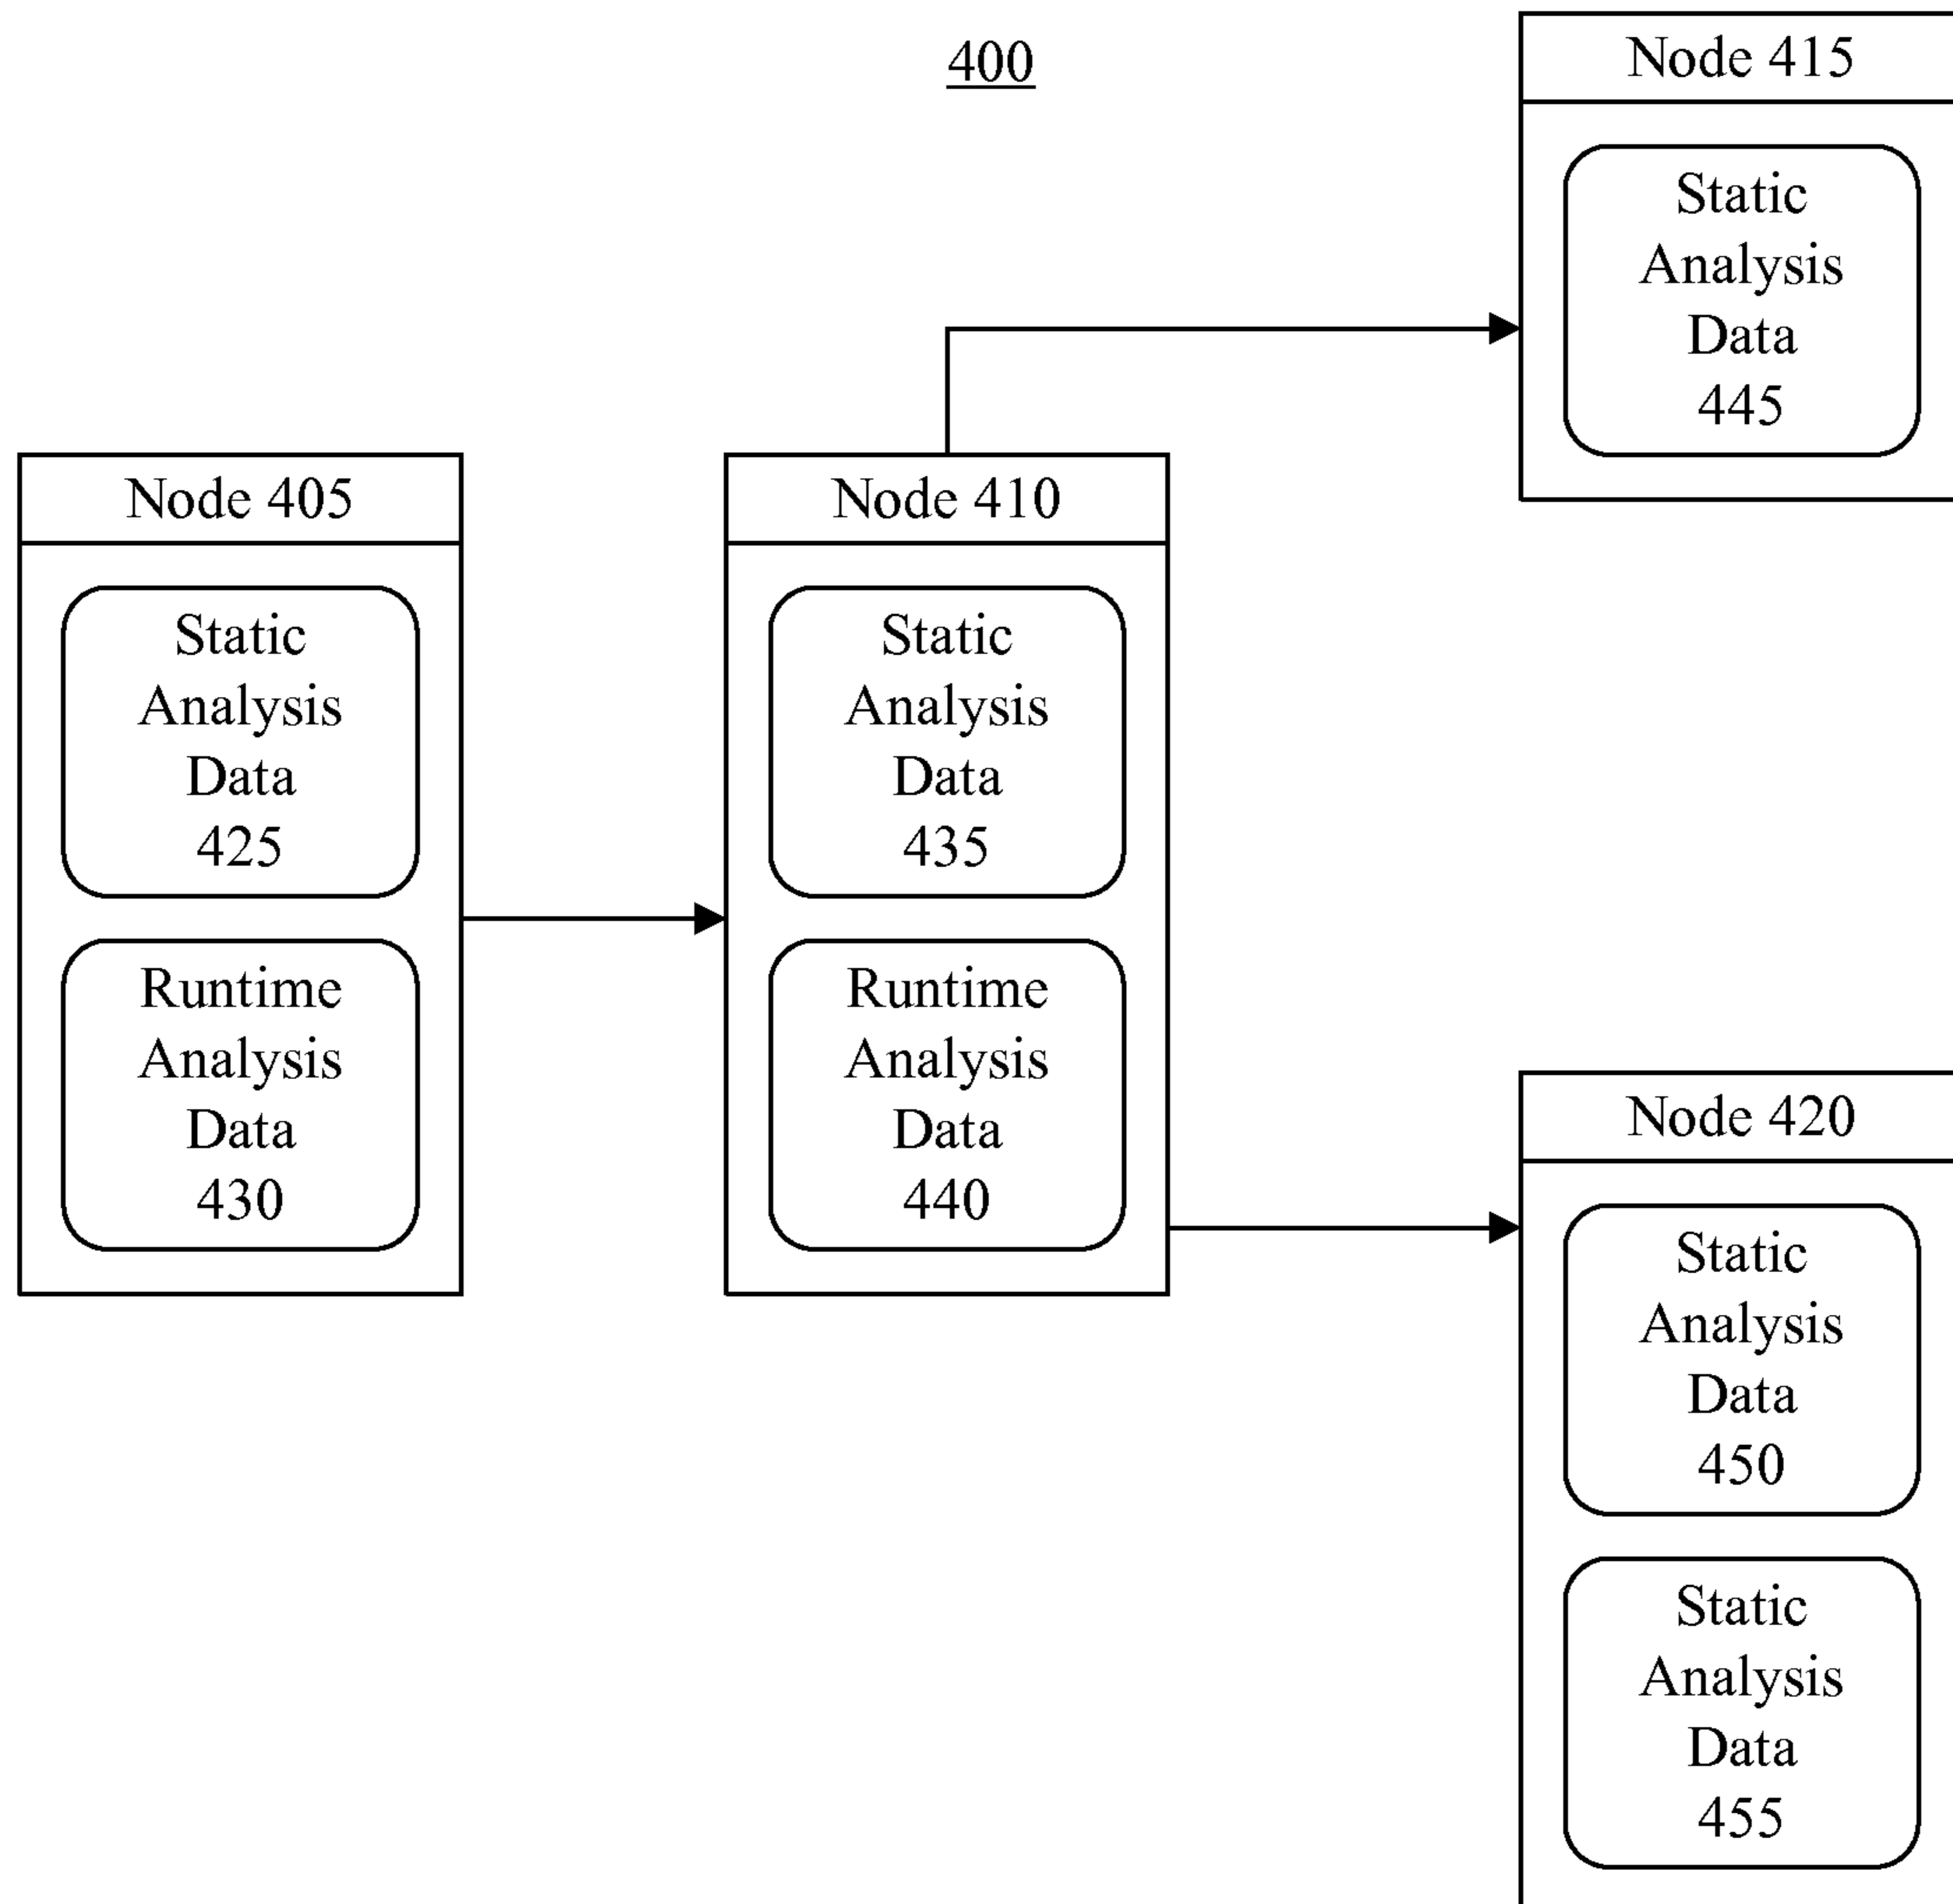 400
Node 415
Static
Analysis
Data
445
Node 405
Static
Analysis
Data
425
Runtime
Analysis
Data
430
Node 410
Static
Analysis
Data
435
Runtime
Analysis
Data
440
Node 420
Static
Analysis
Data
450
Static
Analysis
Data
455